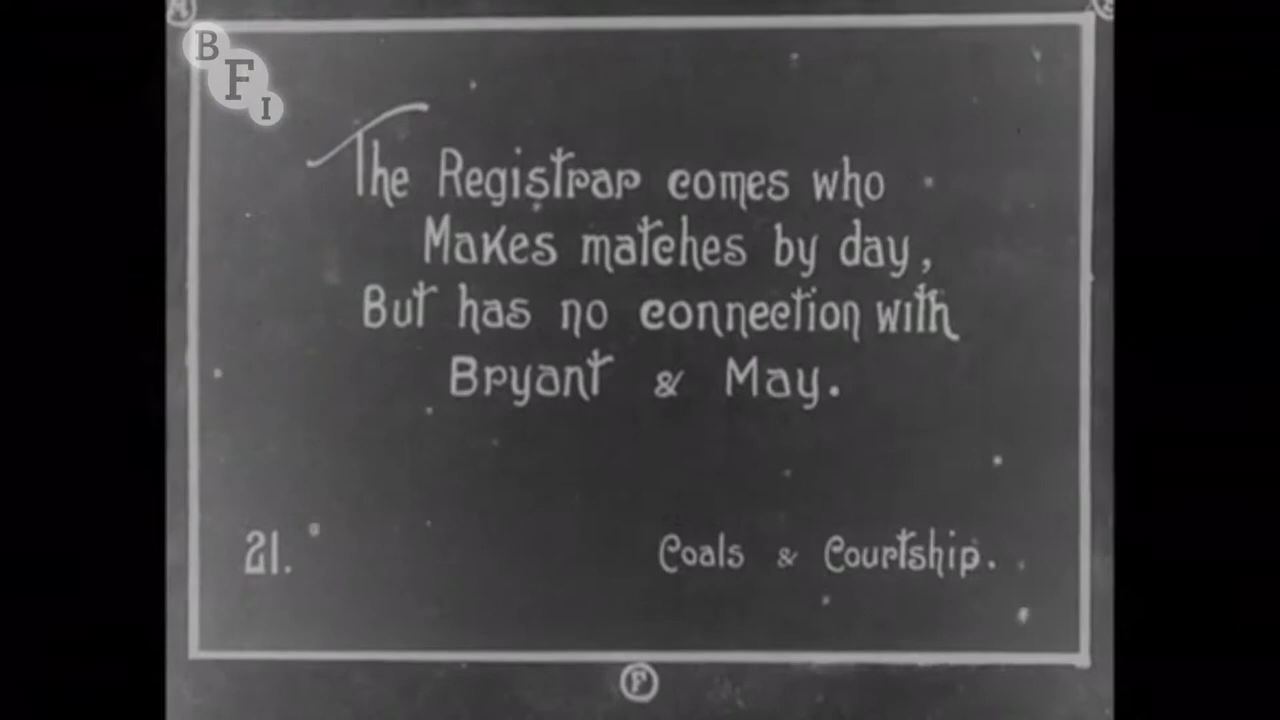 BFI
The Registrar comes who
Makes matches by day,
But has no connection with
Bryant & May.
21.
Coals & Courtship.
F